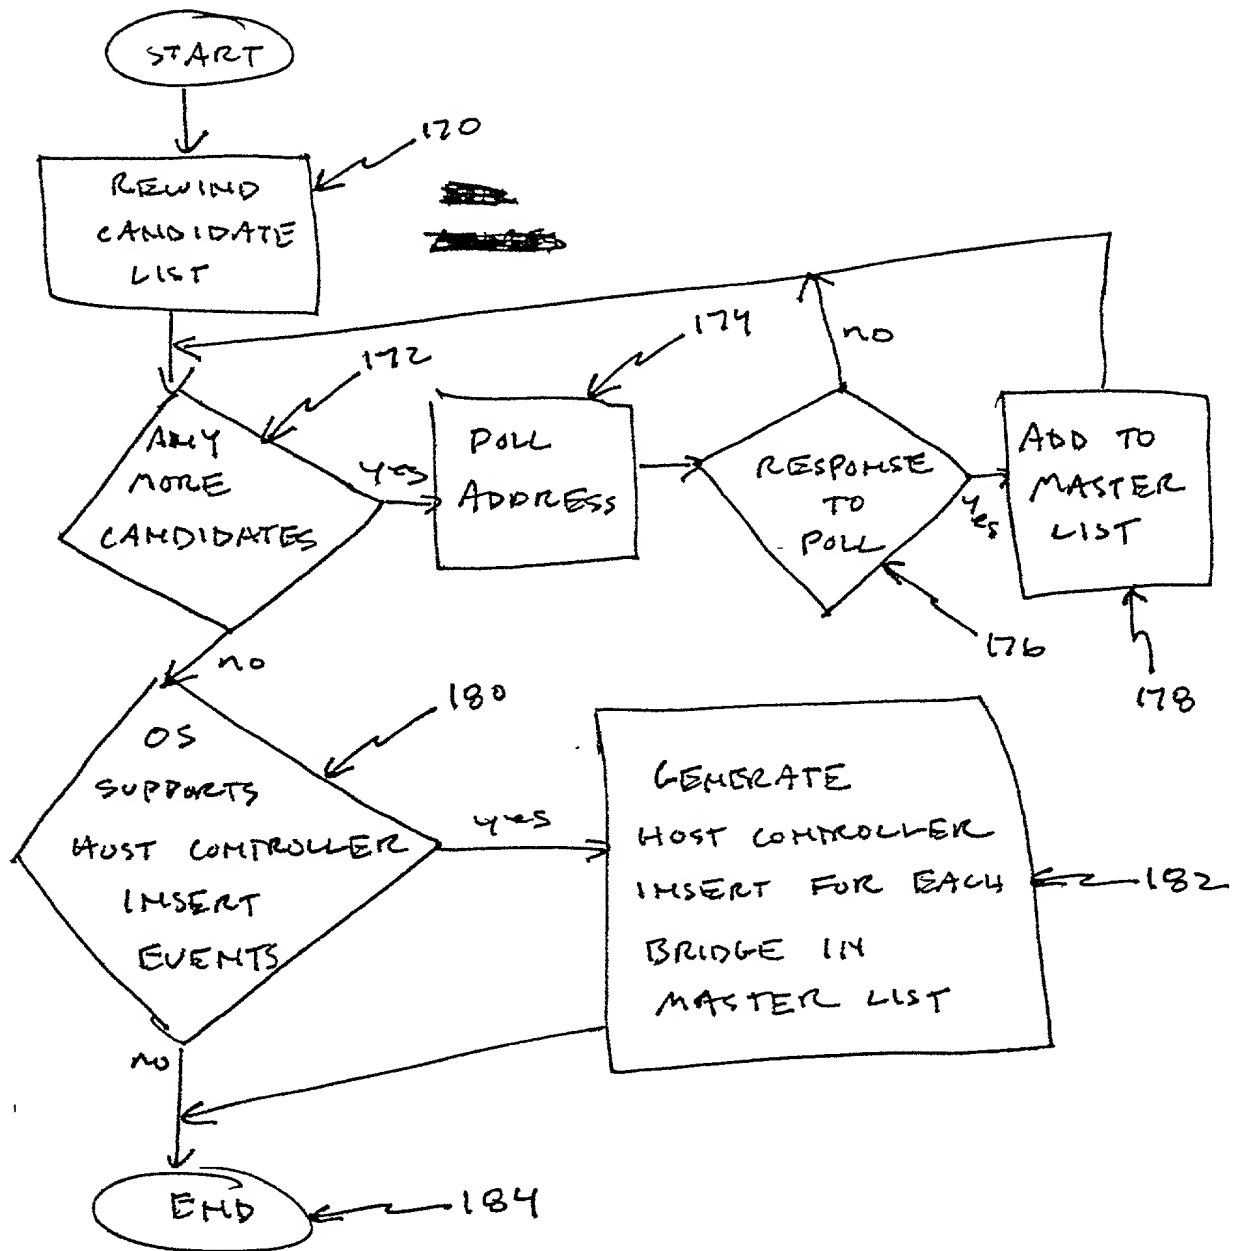 START
170
REWIND
CANDIDATE
LIST
172
174
no
ANY
MORE
CANDIDATES
yes
POLL
ADDRESS
RESPONSE
TO
POLL
yes
ADD TO
MASTER
LIST
176
178
no
180
OS
SUPPORTS
HOST CONTROLLER
INSERT
EVENTS
yes
GENERATE
HOST CONTROLLER
INSERT FOR EACH
BRIDGE IN
MASTER LIST
182
no
END
184